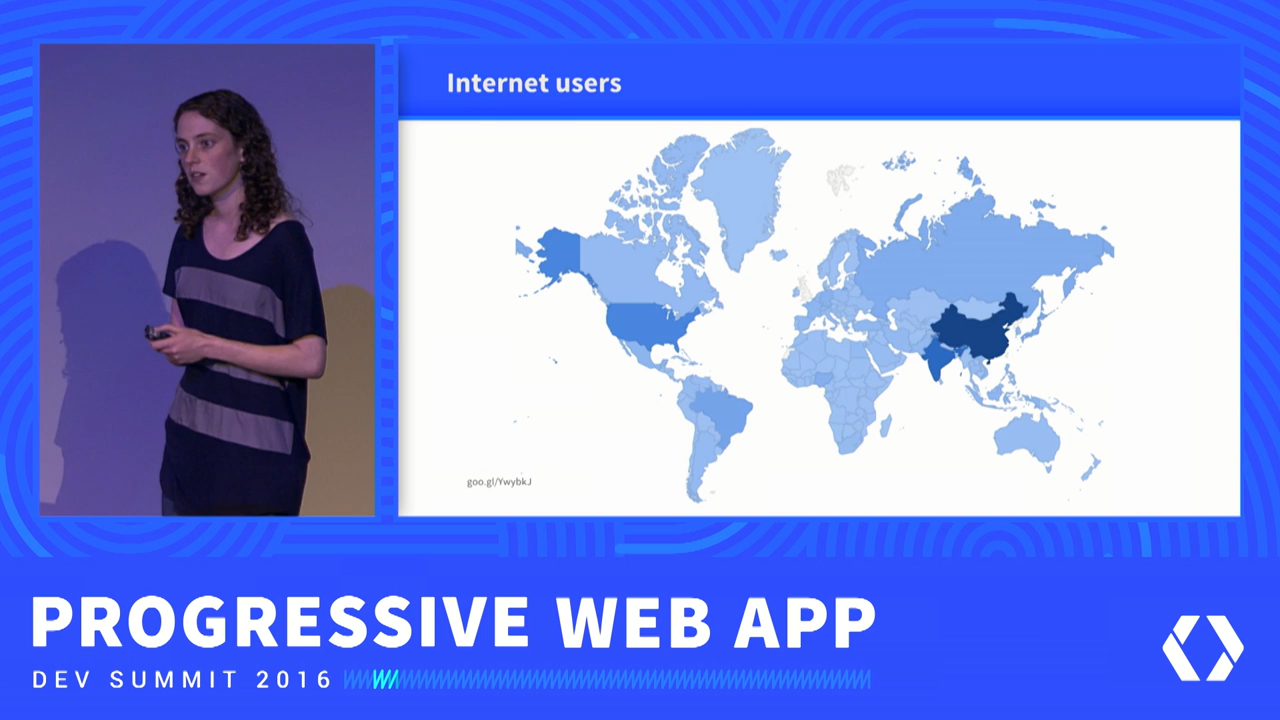 Internet users
goo.gl/YwybkJ
PROGRESSIVE WEB APP
DEV SUMMIT 2016